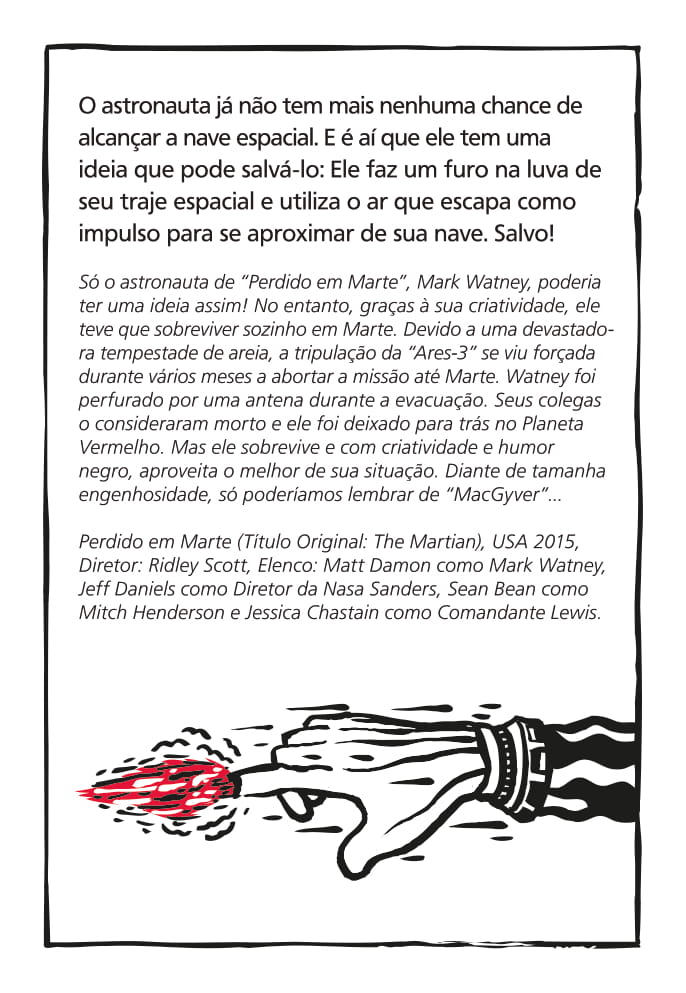 O astronauta já não tem mais nenhuma chance de
alcançar a nave espacial. E é aí que ele tem uma
ideia que pode salvá-lo: Ele faz um furo na luva de
seu traje espacial e utiliza o ar que escapa como
impulso para se aproximar de sua nave. Salvo!
Só o astronauta de “Perdido em Marte”, Mark Watney, poderia
ter uma ideia assim! No entanto, graças à sua criatividade, ele
teve que sobreviver sozinho em Marte. Devido a uma devastado-
ra tempestade de areia, a tripulação da “Ares-3” se viu forçada
durante vários meses a abortar a missão até Marte. Watney foi
perfurado por uma antena durante a evacuação. Seus colegas
o consideraram morto e ele foi deixado para trás no Planeta
Vermelho. Mas ele sobrevive e com criatividade e humor
negro, aproveita o melhor de sua situação. Diante de tamanha
engenhosidade, só poderíamos lembrar de “MacGyver”...
Perdido em Marte (Título Original: The Martian), USA 2015,
Diretor: Ridley Scott, Elenco: Matt Damon como Mark Watney,
Jeff Daniels como Diretor da Nasa Sanders, Sean Bean como
Mitch Henderson e Jessica Chastain como Comandante Lewis.